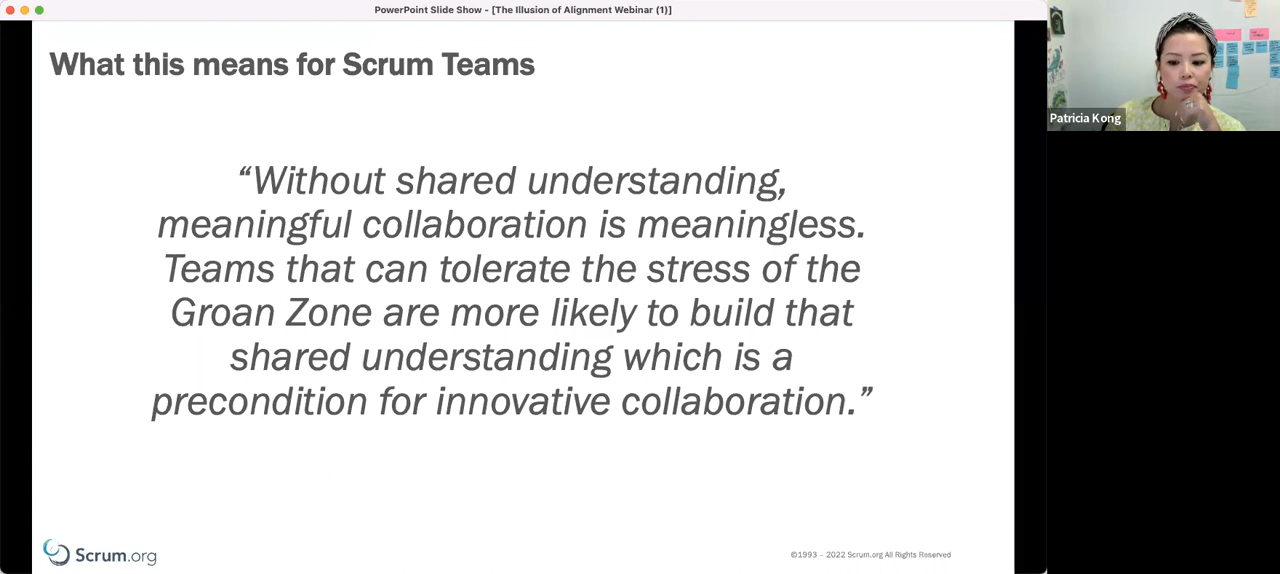 PowerPoint Slide Show - [The Illusion of Alignment Webinar (1)]
What this means for Scrum Teams
“Without shared understanding,
meaningful collaboration is meaningless.
Teams that can tolerate the stress of the
Groan Zone are more likely to build that
shared understanding which is a
precondition for innovative collaboration.”
Patricia Kong
Scrum.org
©1993 – 2022 Scrum.org All Rights Reserved